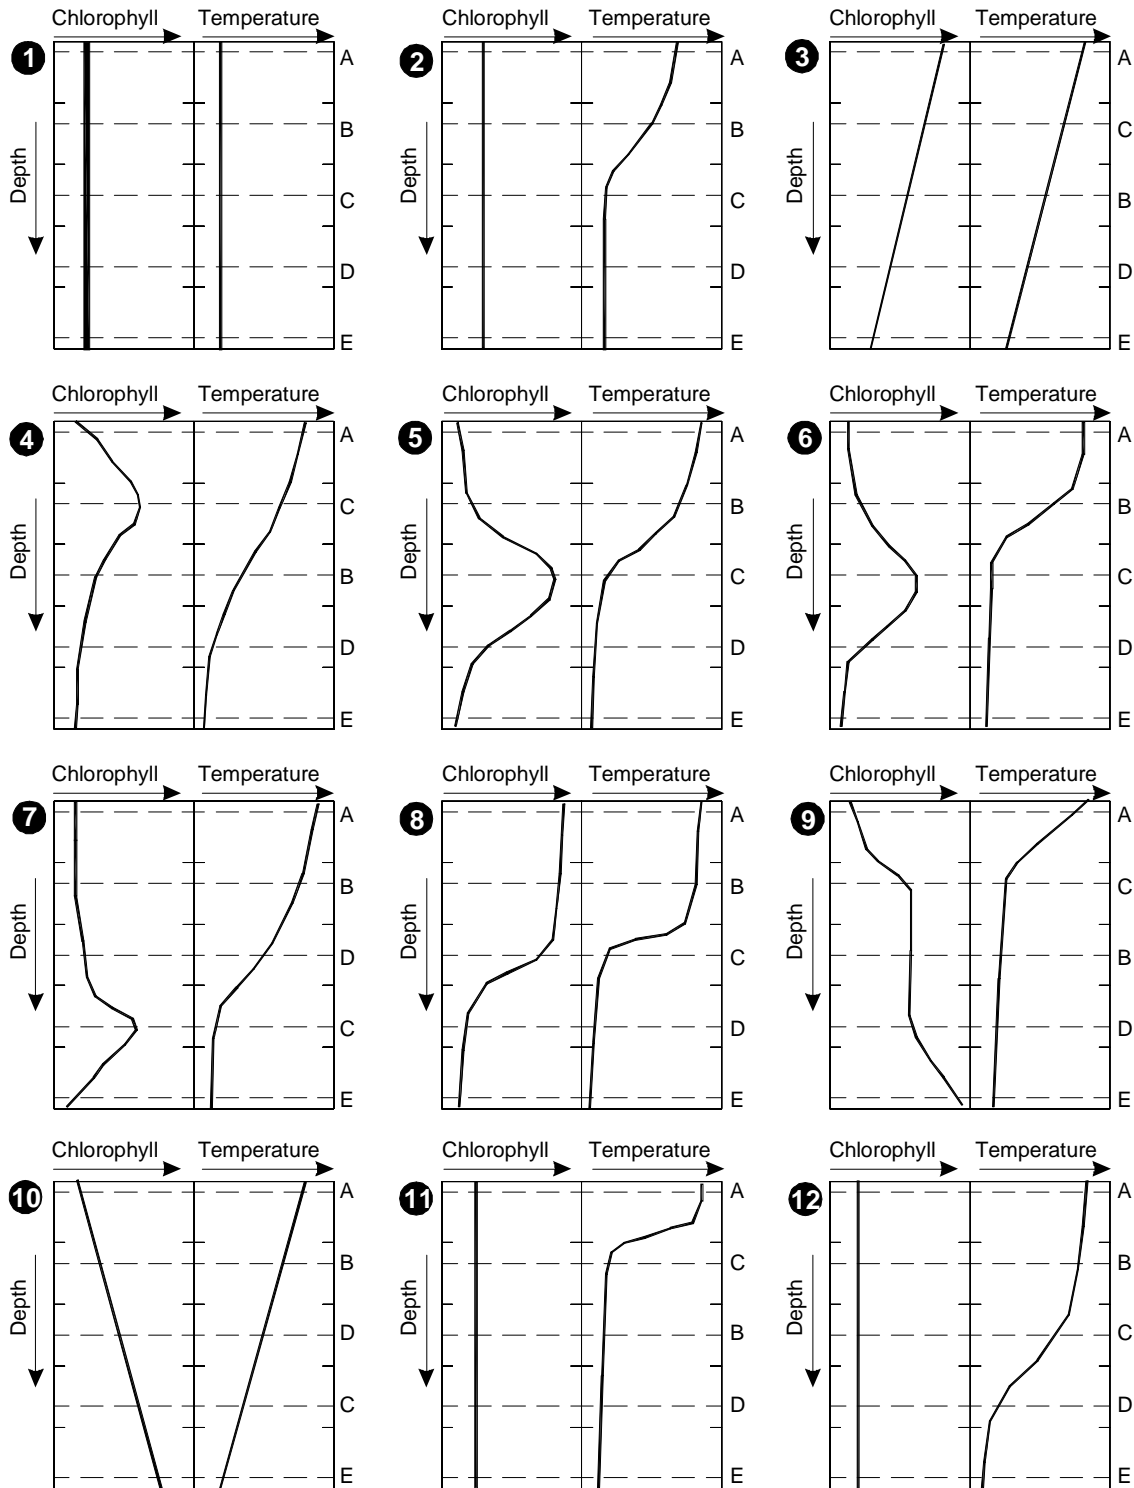 Chlorophyll Temperature Chlorophyll Temperature Chlorophyll Temperature
1 A 2 A 3 A
B B C
Depth Depth Depth
C C B
D D D
E E E
Chlorophyll Temperature Chlorophyll Temperature Chlorophyll Temperature
4 A 5 A 6 A
C B B
Depth Depth Depth
B C C
D D D
E E E
Chlorophyll Temperature Chlorophyll Temperature Chlorophyll Temperature
7 A 8 A 9 A
B B C
Depth Depth Depth
D C B
C D D
E E E
Chlorophyll Temperature Chlorophyll Temperature Chlorophyll Temperature
10 A 11 A 12 A
B C B
Depth Depth Depth
D B C
C D D
E E E